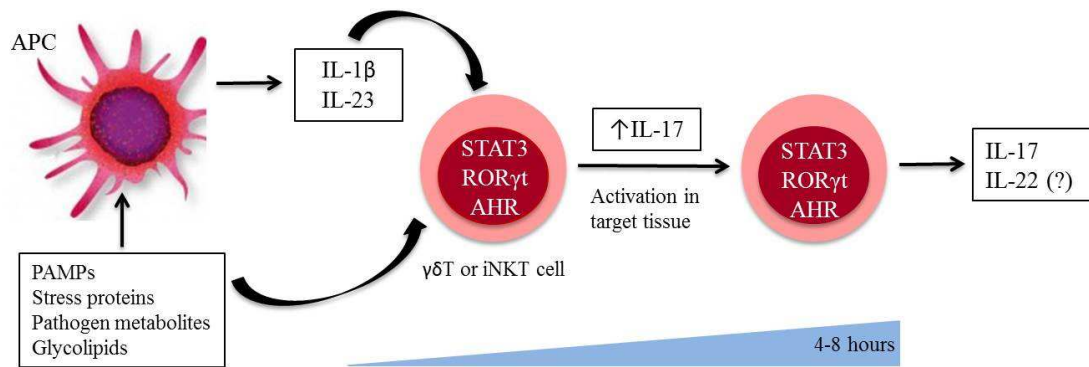 APC
IL-1β
IL-23
STAT3
RORγt
AHR
γδT or iNKT cell
↑IL-17
Activation in
target tissue
STAT3
RORγt
AHR
IL-17
IL-22 (?)
PAMPs
Stress proteins
Pathogen metabolites
Glycolipids
4-8 hours